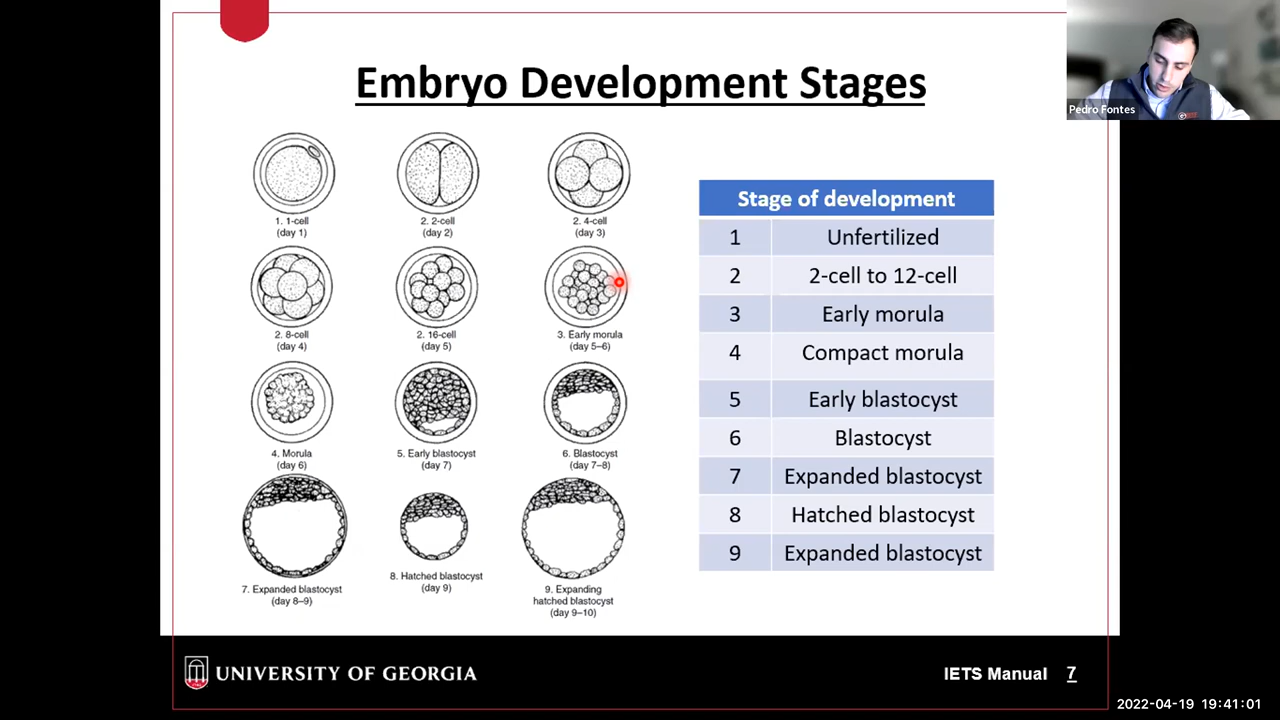 Embryo Development Stages
Pedro Fontes
1. 1-cell
(day 1)
2. 2-cell
(day 2)
2. 4-cell
(day 3)
2. 8-cell
(day 4)
2. 16-cell
(day 5)
3. Early morula
(day 5–6)
4. Morula
(day 6)
5. Early blastocyst
(day 7)
6. Blastocyst
(day 7–8)
7. Expanded blastocyst
(day 8–9)
8. Hatched blastocyst
(day 9)
9. Expanding
hatched blastocyst
(day 9–10)
Stage of development
1 Unfertilized
2 2-cell to 12-cell
3 Early morula
4 Compact morula
5 Early blastocyst
6 Blastocyst
7 Expanded blastocyst
8 Hatched blastocyst
9 Expanded blastocyst
UNIVERSITY OF GEORGIA
IETS Manual 7
2022-04-19 19:41:01